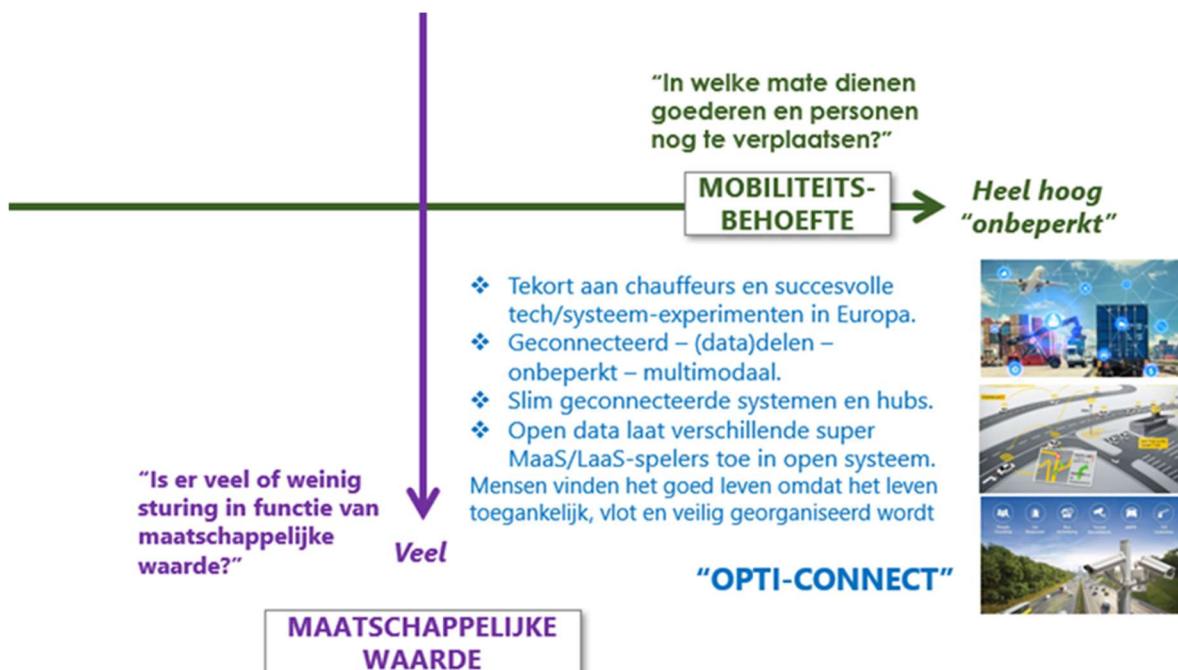 “In welke mate dienen
goederen en personen
nog te verplaatsen?”
MOBILITEITS-
BEHOEFTE
Heel hoog
“onbeperkt”
❖ Tekort aan chauffeurs en succesvolle
tech/systeem-experimenten in Europa.
❖ Geconnecteerd – (data)delen –
onbeperkt – multimodaal.
❖ Slim geconnecteerde systemen en hubs.
❖ Open data laat verschillende super
MaaS/LaaS-spelers toe in open systeem.
Mensen vinden het goed leven omdat het leven
toegankelijk, vlot en veilig georganiseerd wordt
“Is er veel of weinig
sturing in functie van
maatschappelijke
waarde?”
Veel
“OPTI-CONNECT”
MAATSCHAPPELIJKE
WAARDE